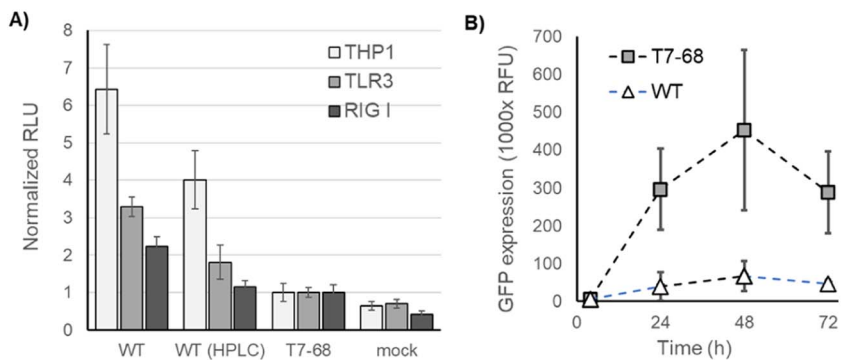 A)
Normalized RLU
8
7
6
5
4
3
2
1
0
THP1
TLR3
RIG I
WT WT (HPLC) T7-68 mock
B)
GFP expression (1000x RFU)
700
600
500
400
300
200
100
0
T7-68
WT
0 24 48 72
Time (h)